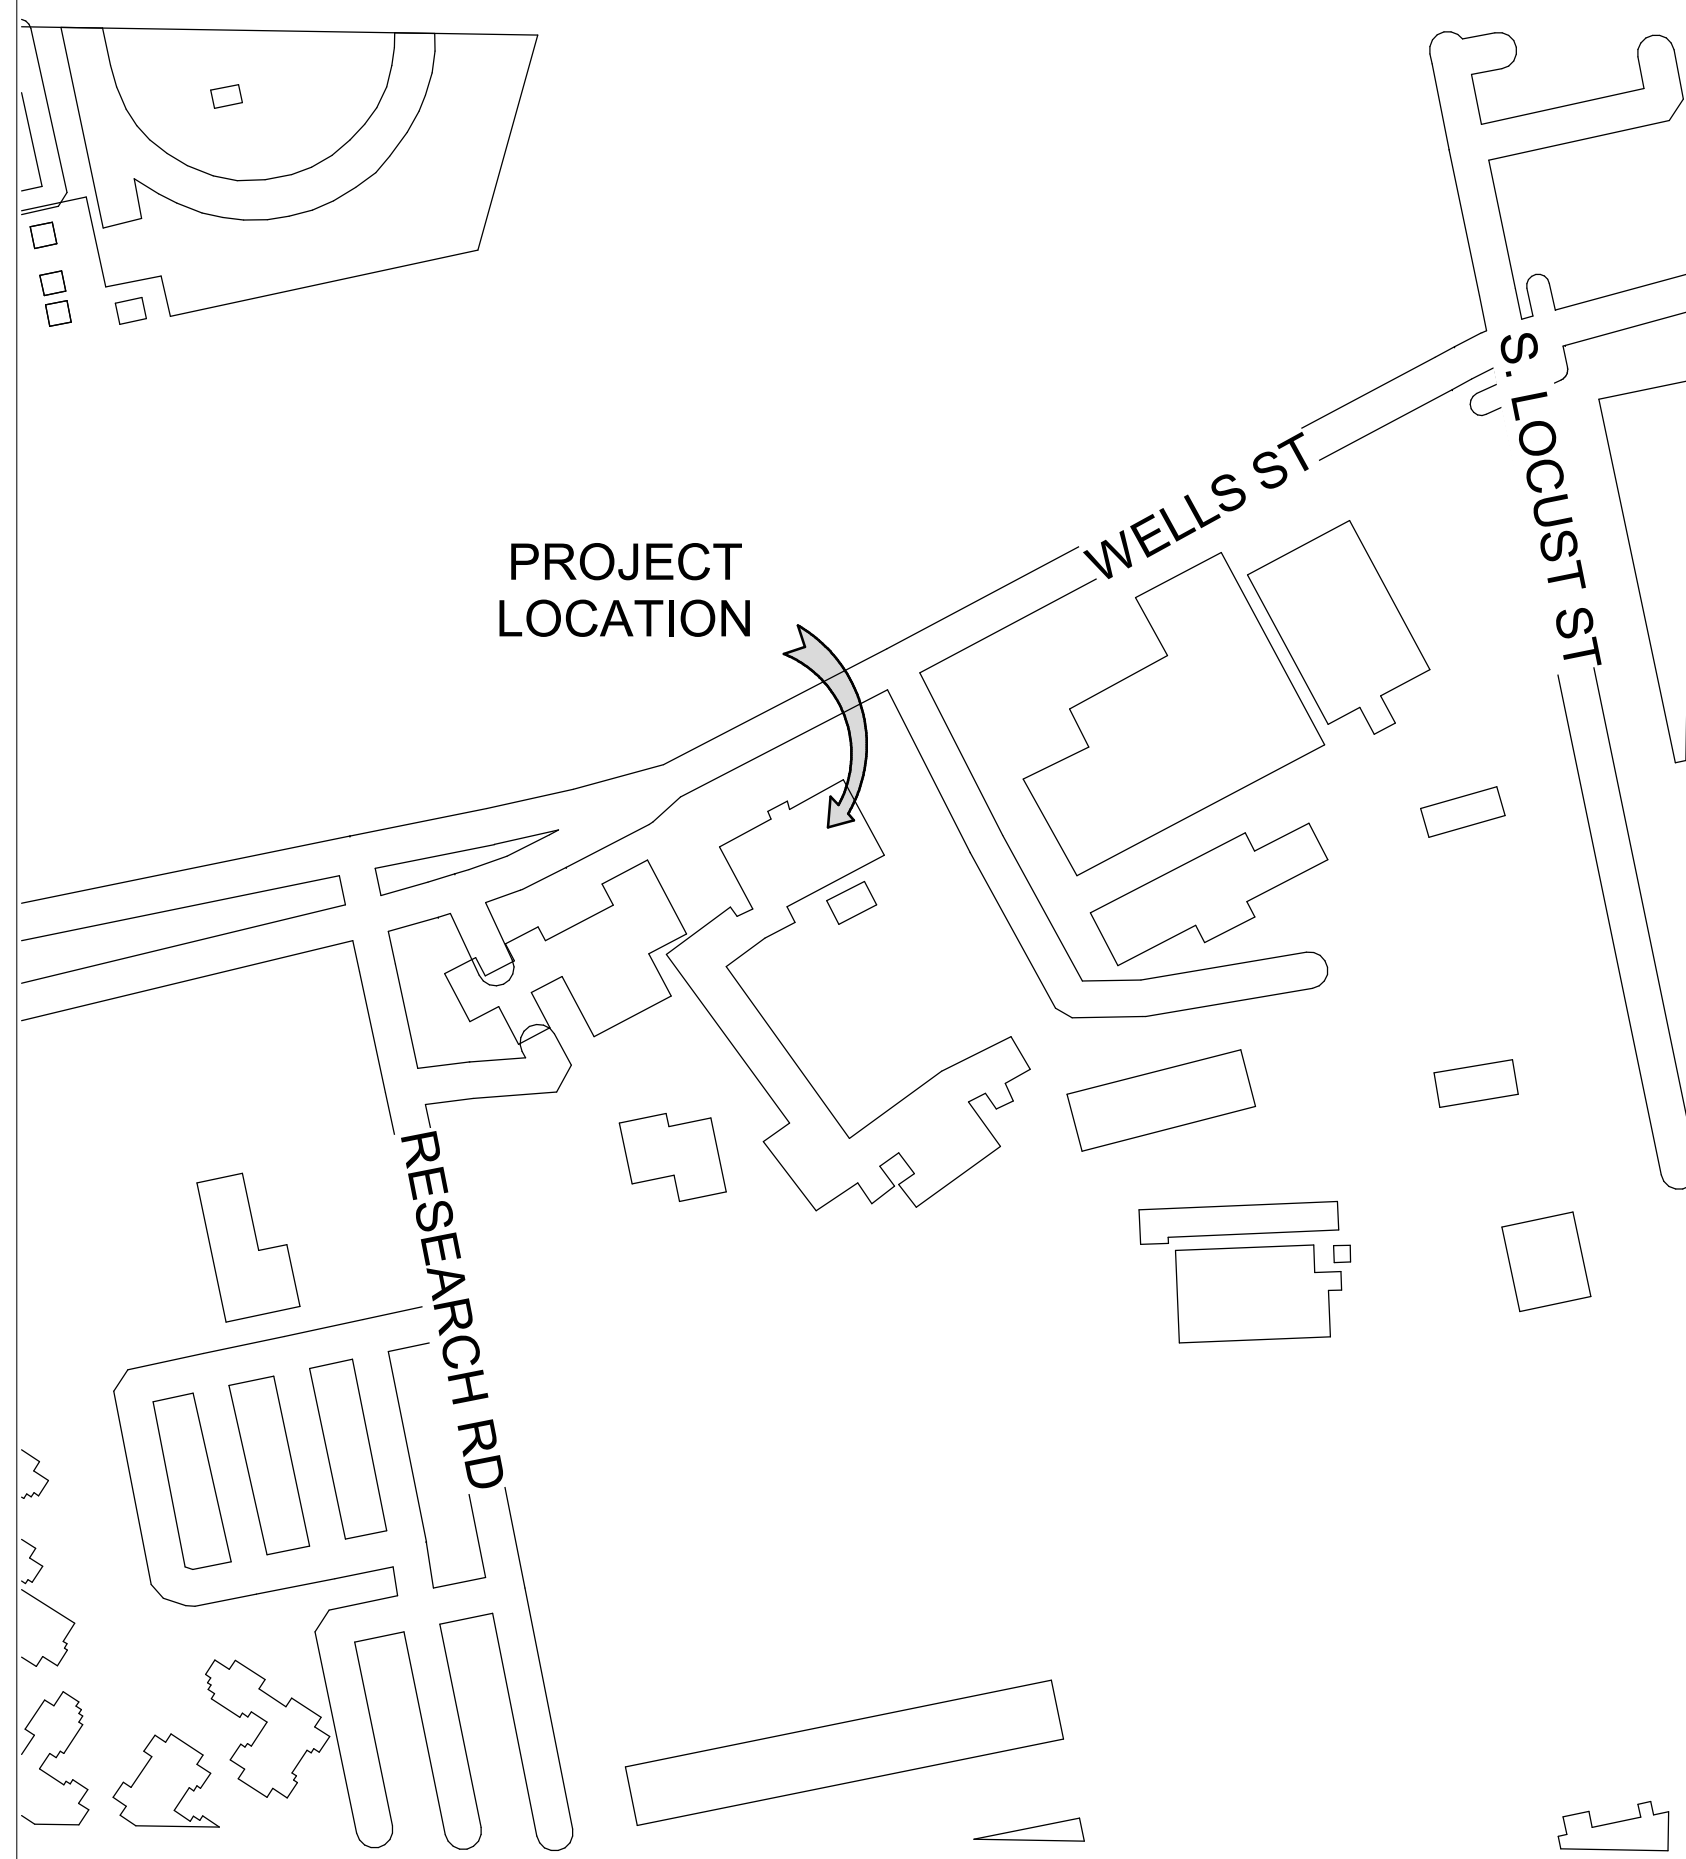 S. LOCUST ST
WELLS ST
PROJECT
LOCATION
RESEARCH RD